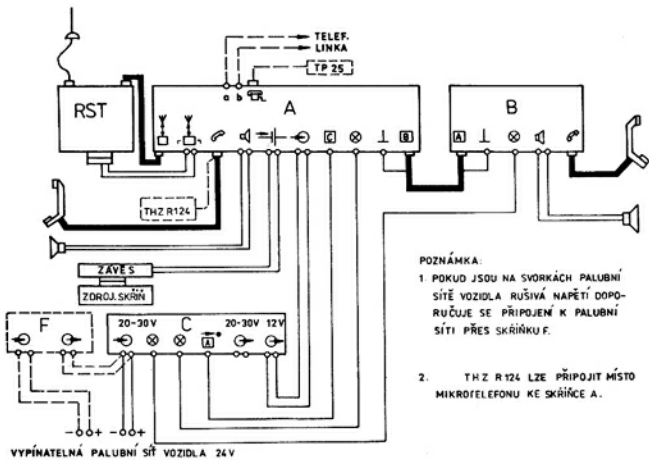 TELEF.
LINKA
TP 25
a b
RST
A
B
C
B
A
THZ R124
ZÁVĚS
ZDROJ. SKŘÍŇ
F
C
20-30V
A
20-30V 12V
- - + +
- - + +
VYPÍNATELNÁ PALUBNÍ SÍŤ VOZIDLA 24V
POZNÁMKA:
1. POKUD JSOU NA SVORKÁCH PALUBNÍ
SÍTĚ VOZIDLA RUŠIVÁ NAPĚTÍ DOPO-
RUČUJE SE PŘIPOJENÍ K PALUBNÍ
SÍTI PŘES SKŘÍŇKU F.
2. THZ R124 LZE PŘIPOJIT MÍSTO
MIKROTELEFONU KE SKŘÍŇCE A.